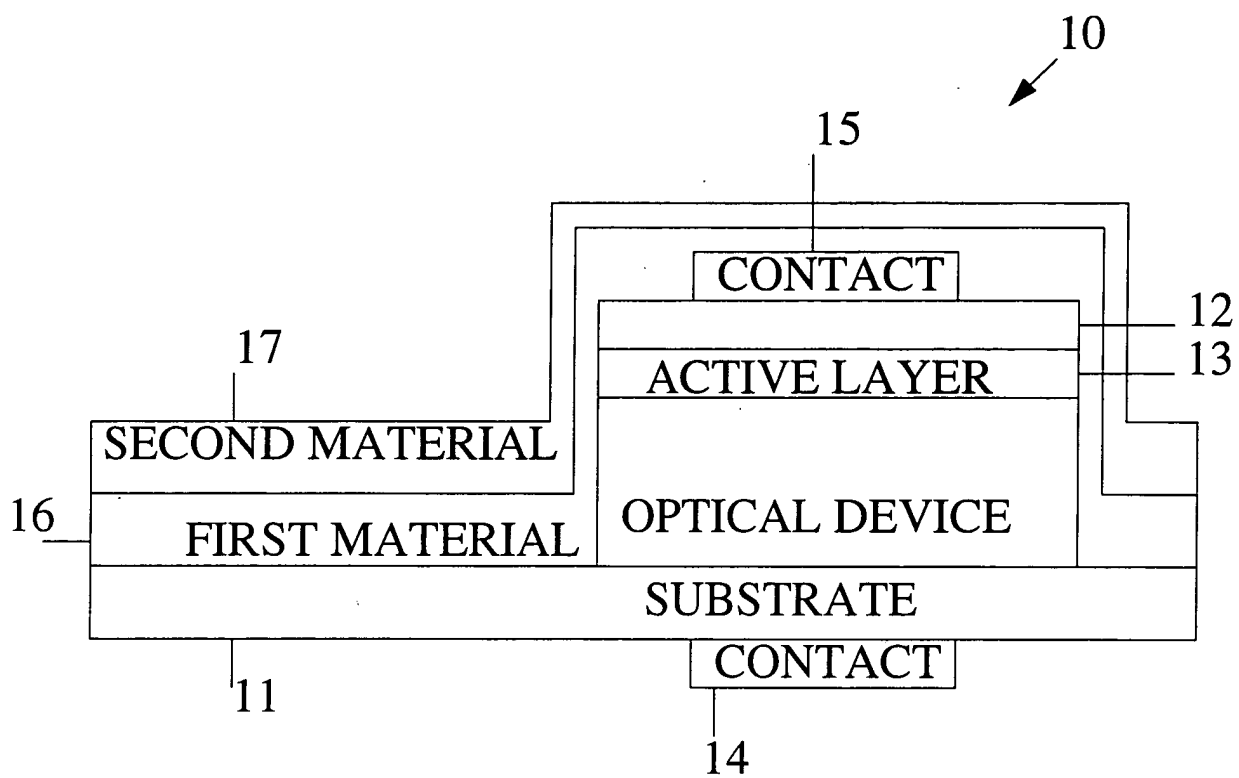 10
15
CONTACT
12
17
13
ACTIVE LAYER
SECOND MATERIAL
16
OPTICAL DEVICE
FIRST MATERIAL
SUBSTRATE
CONTACT
11
14